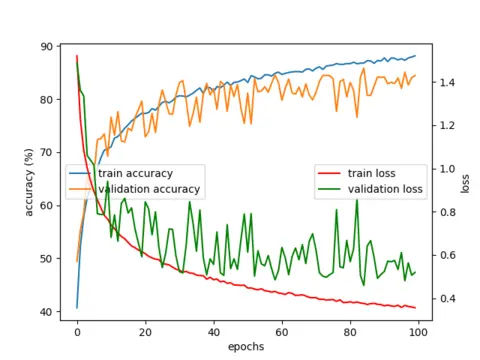 90
80
70
60
50
40
accuracy (%)
train accuracy
validation accuracy
train loss
validation loss
1.4
1.2
1.0
0.8
0.6
0.4
loss
0
20
40
60
80
100
epochs